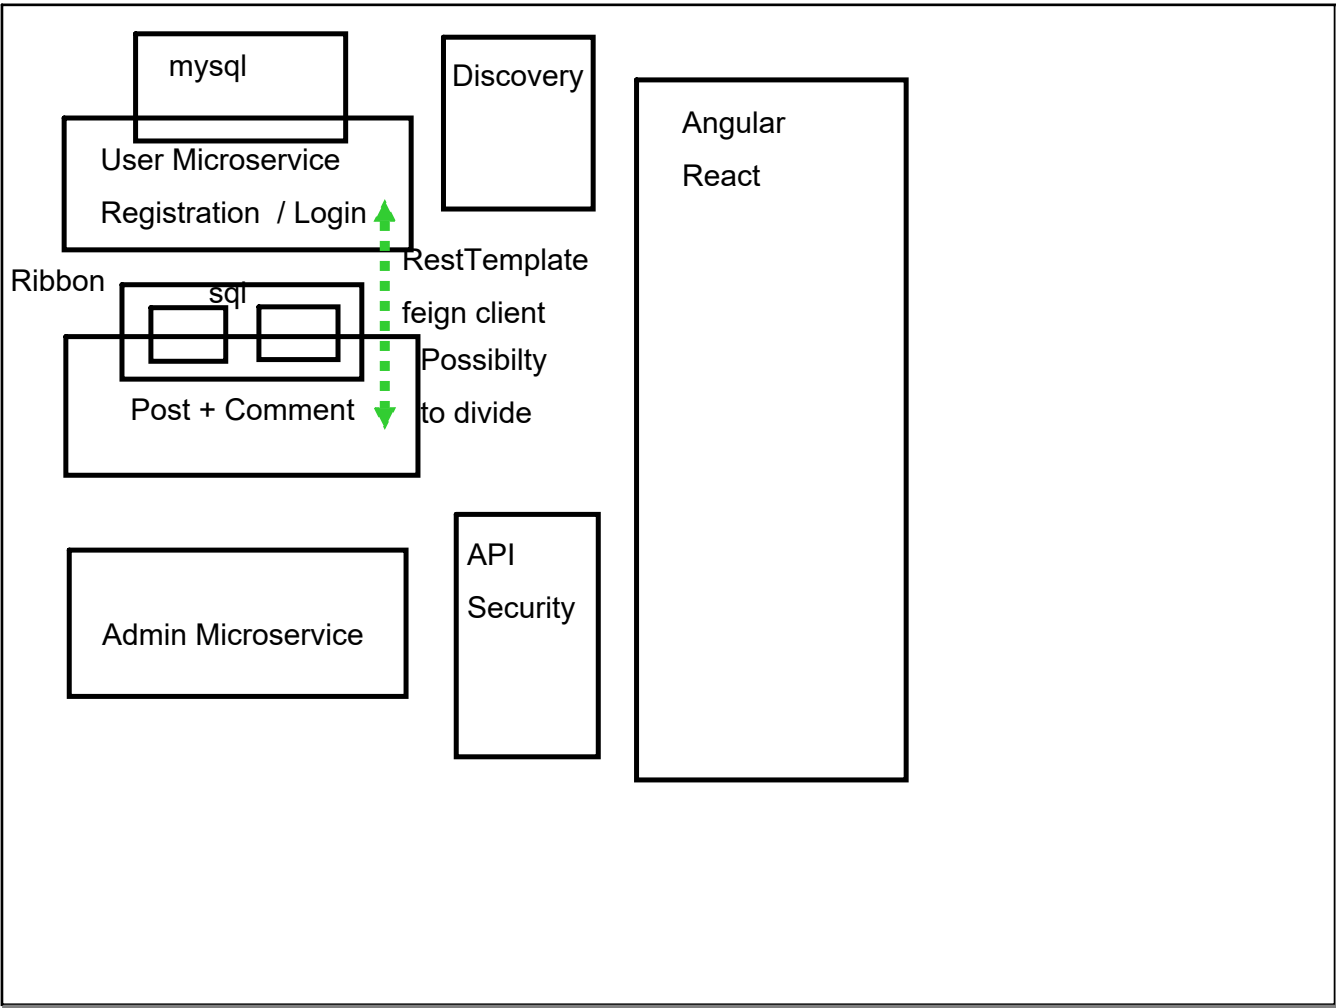 mysql
User Microservice
Registration  / Login
Ribbon
sql
RestTemplate
feign client
Possibilty
to divide
Post + Comment
Admin Microservice
Discovery
API
Security
Angular
React